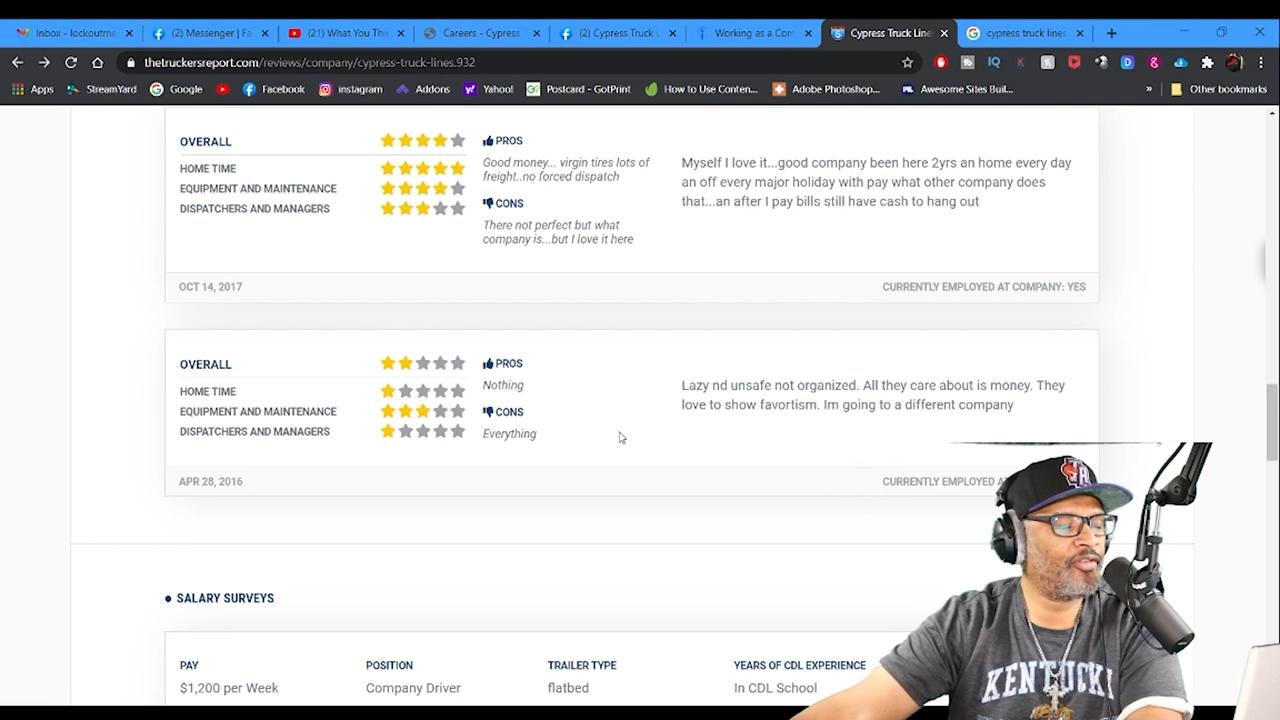 Inbox - lockoutme
(2) Messenger | Fa
(21) What You Thi
Careers - Cypress T
(2) Cypress Truck L
Working as a Com
Cypress Truck Line
cypress truck lines
thetruckersreport.com/reviews/company/cypress-truck-lines.932
Apps
StreamYard
Google
Facebook
instagram
Addons
Yahoo!
Postcard - GotPrint
How to Use Conten...
Adobe Photoshop...
Awesome Sites Buil...
Other bookmarks
OVERALL
HOME TIME
EQUIPMENT AND MAINTENANCE
DISPATCHERS AND MANAGERS
PROS
Good money... virgin tires lots of
freight..no forced dispatch
CONS
There not perfect but what
company is...but I love it here
Myself I love it...good company been here 2yrs an home every day
an off every major holiday with pay what other company does
that...an after I pay bills still have cash to hang out
OCT 14, 2017
CURRENTLY EMPLOYED AT COMPANY: YES
OVERALL
HOME TIME
EQUIPMENT AND MAINTENANCE
DISPATCHERS AND MANAGERS
PROS
Nothing
CONS
Everything
Lazy nd unsafe not organized. All they care about is money. They
love to show favortism. Im going to a different company
APR 28, 2016
CURRENTLY EMPLOYED
SALARY SURVEYS
PAY
POSITION
TRAILER TYPE
YEARS OF CDL EXPERIENCE
$1,200 per Week
Company Driver
flatbed
In CDL School
KENTUCK